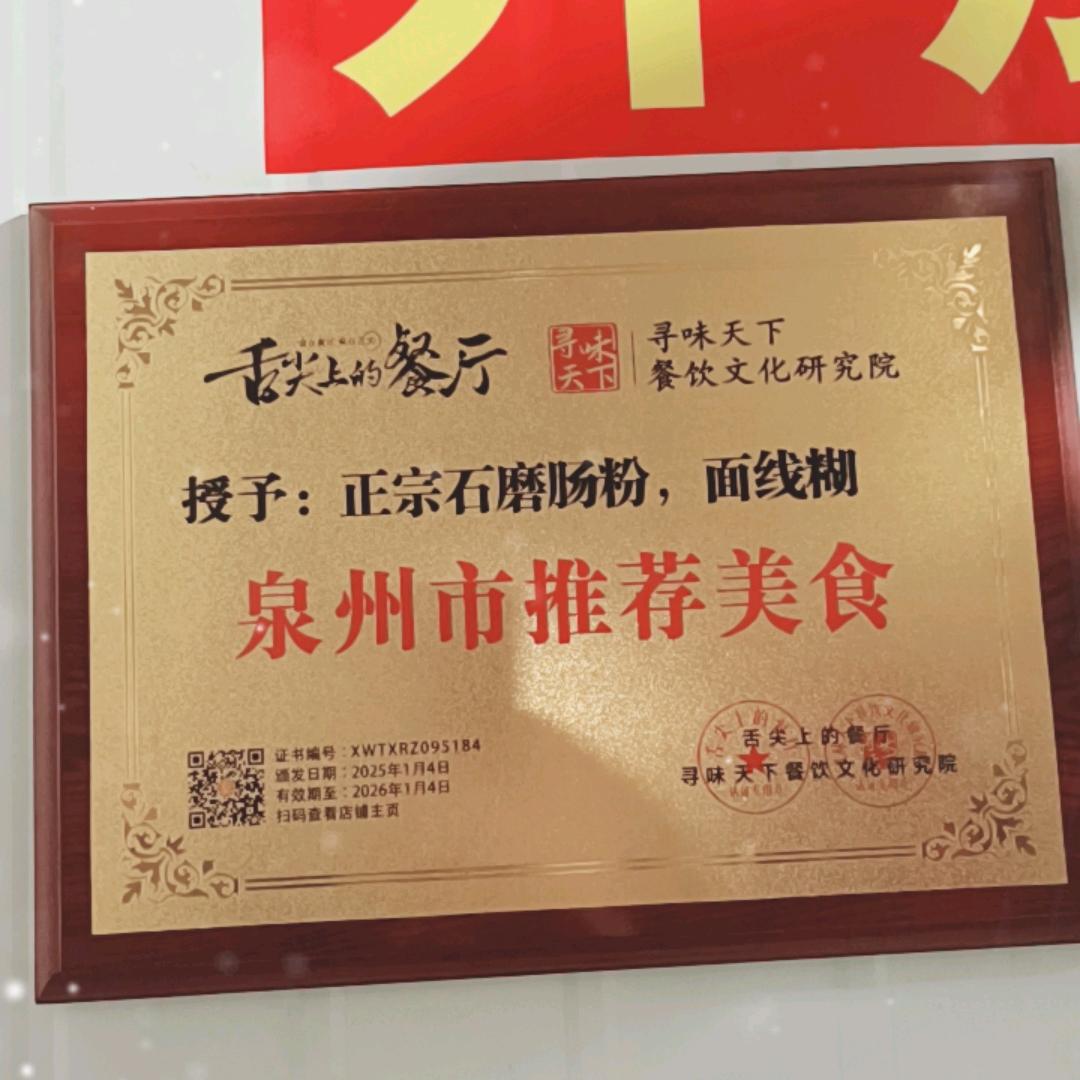 舌尖上的餐厅
寻味天下
寻味天下
餐饮文化研究院
授予：正宗石磨肠粉，面线糊
泉州市推荐美食
证书编号：XWTXRZ095184
颁发日期：2025年1月4日
有效期至：2026年1月4日
扫码查看店铺主页
舌尖上的餐厅
寻味天下餐饮文化研究院